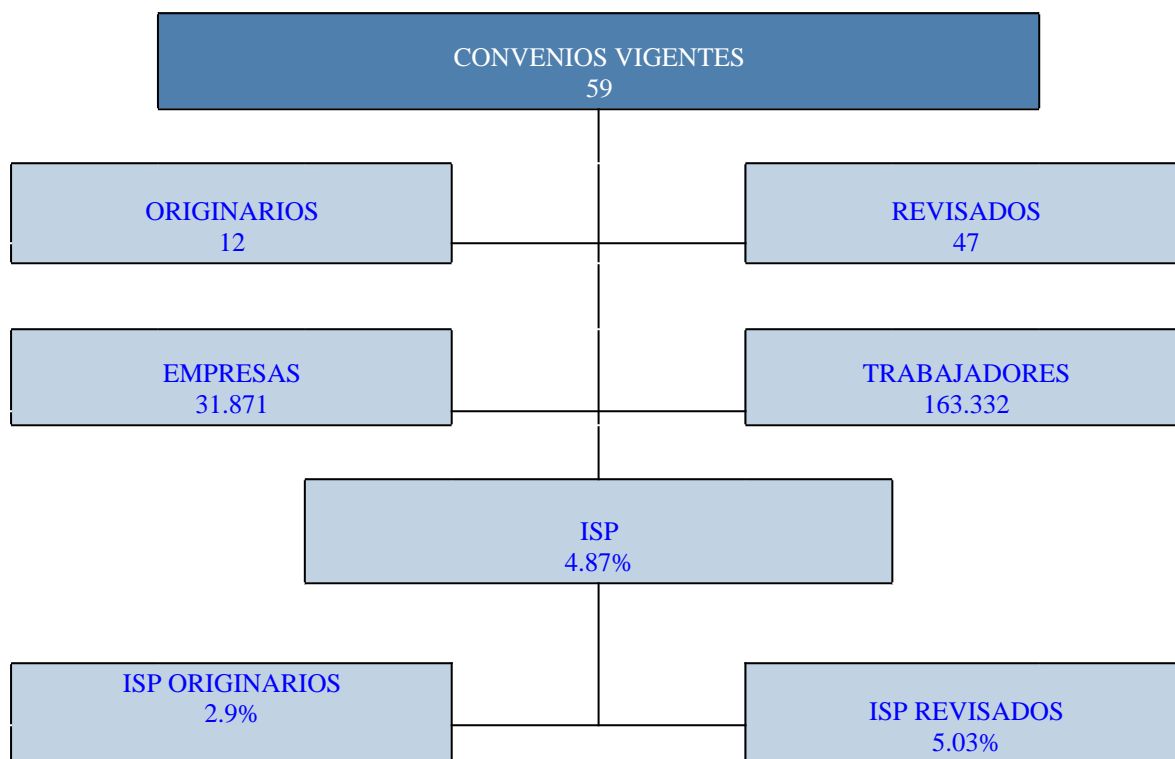 CONVENIOS VIGENTES
59
ORIGINARIOS
12
REVISADOS
47
EMPRESAS
31.871
TRABAJADORES
163.332
ISP
4.87%
ISP ORIGINARIOS
2.9%
ISP REVISADOS
5.03%